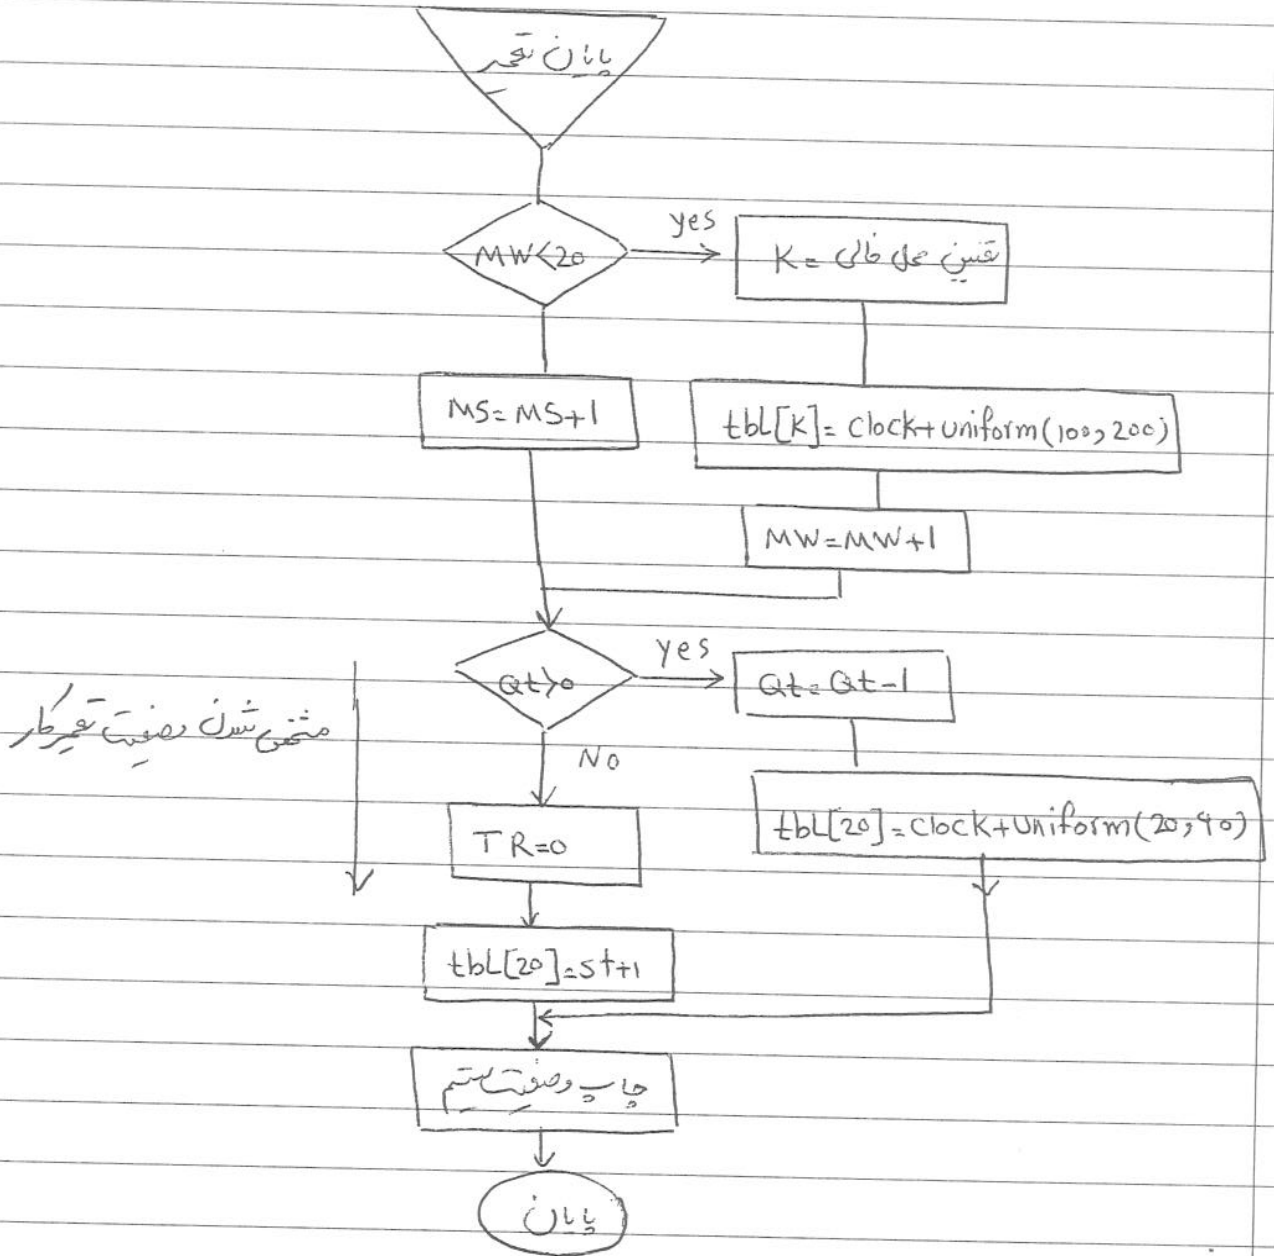 پایان تعمیر
MW<20
yes
K = تعیین محل خالی
MS=MS+1
tbl[K]=Clock+Uniform(100,200)
MW=MW+1
Qt>0
yes
Qt=Qt-1
مشخص شدن وضعیت تعمیرکار
No
TR=0
tbl[20]=Clock+Uniform(20,40)
tbl[20]=St+1
چاپ وضعیت سیستم
پایان